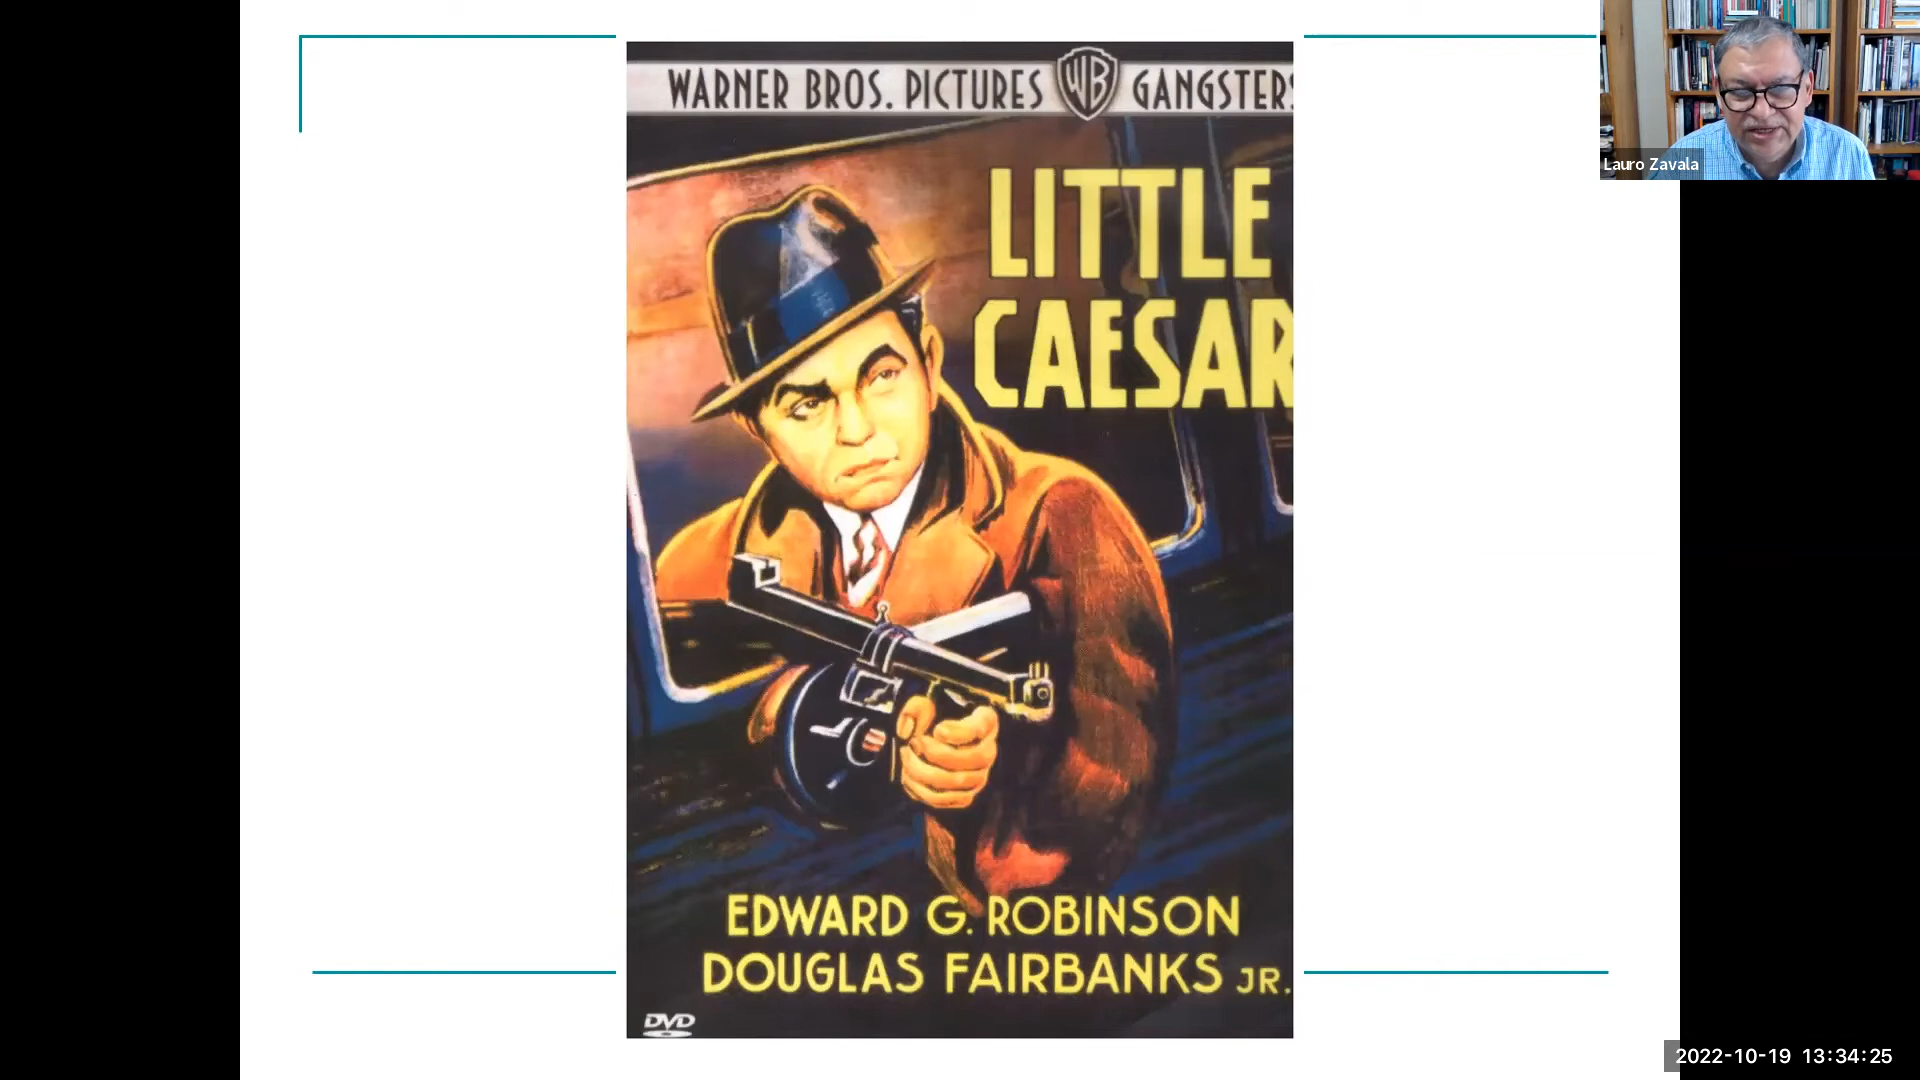 WARNER BROS. PICTURES WB GANGSTERS
LITTLE
CAESAR
EDWARD G. ROBINSON
DOUGLAS FAIRBANKS JR.
DVD
Lauro Zavala
2022-10-19 13:34:25